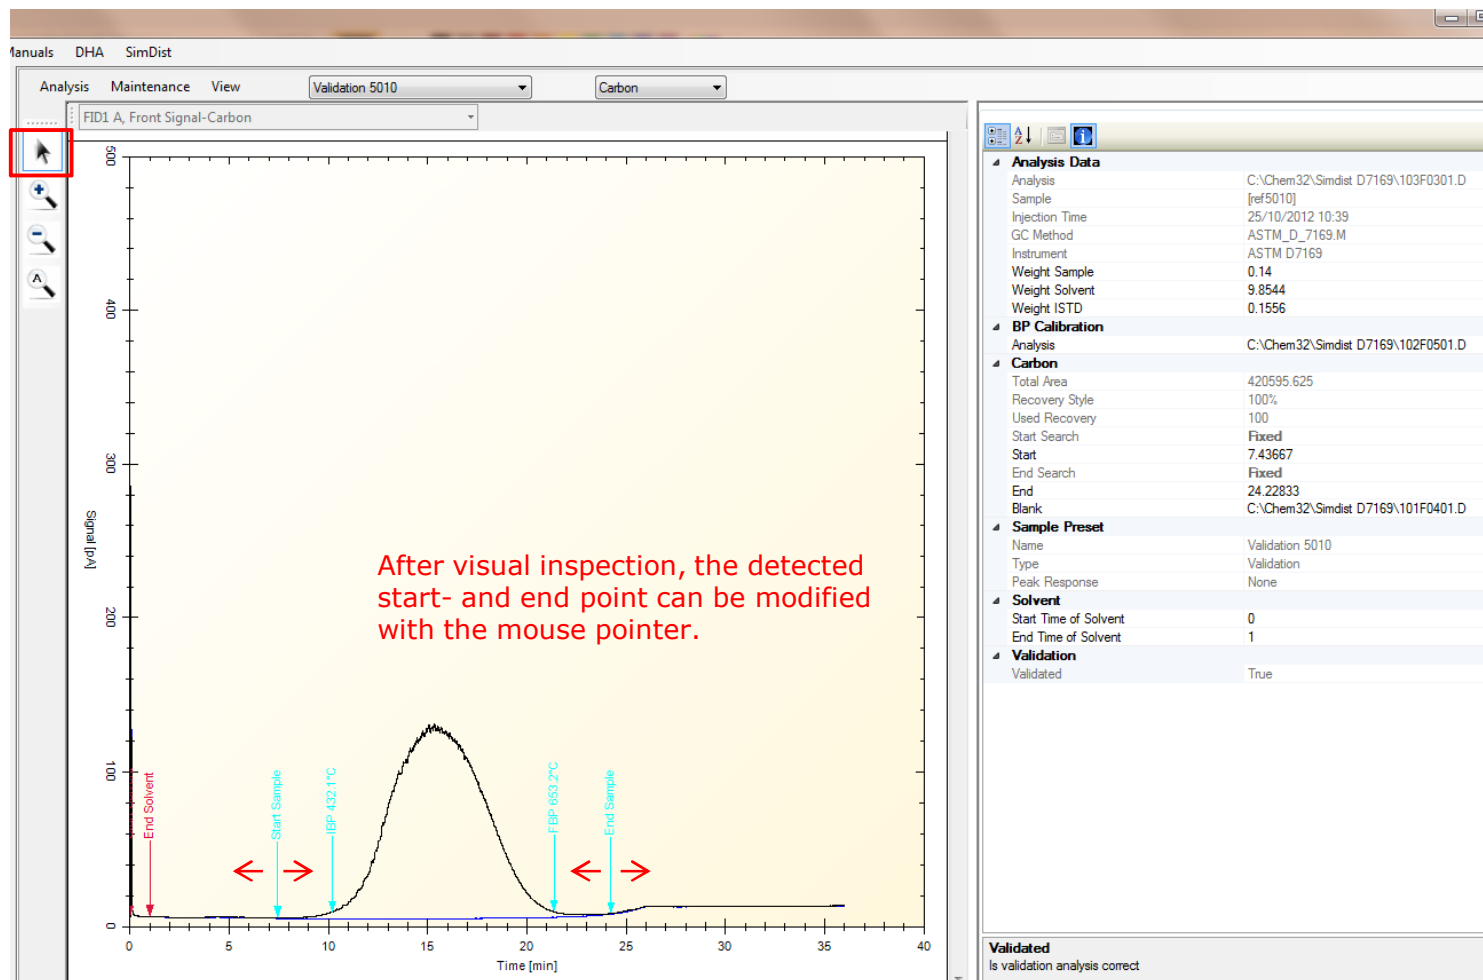 Manuals DHA SimDist
Analysis Maintenance View Validation 5010 Carbon
FID1 A, Front Signal-Carbon
A
500
400
300
200
100
0
Signal [pA]
After visual inspection, the detected
start- and end point can be modified
with the mouse pointer.
End Solvent
Start Sample
IBP 432.1°C
FBP 653.2°C
End Sample
0 5 10 15 20 25 30 35 40
Time [min]
Analysis Data
Analysis C:\Chem32\Simdist D7169\103F0301.D
Sample [ref5010]
Injection Time 25/10/2012 10:39
GC Method ASTM_D_7169.M
Instrument ASTM D7169
Weight Sample 0.14
Weight Solvent 9.8544
Weight ISTD 0.1556
BP Calibration
Analysis C:\Chem32\Simdist D7169\102F0501.D
Carbon
Total Area 420595.625
Recovery Style 100%
Used Recovery 100
Start Search Fixed
Start 7.43667
End Search Fixed
End 24.22833
Blank C:\Chem32\Simdist D7169\101F0401.D
Sample Preset
Name Validation 5010
Type Validation
Peak Response None
Solvent
Start Time of Solvent 0
End Time of Solvent 1
Validation
Validated True
Validated
Is validation analysis correct